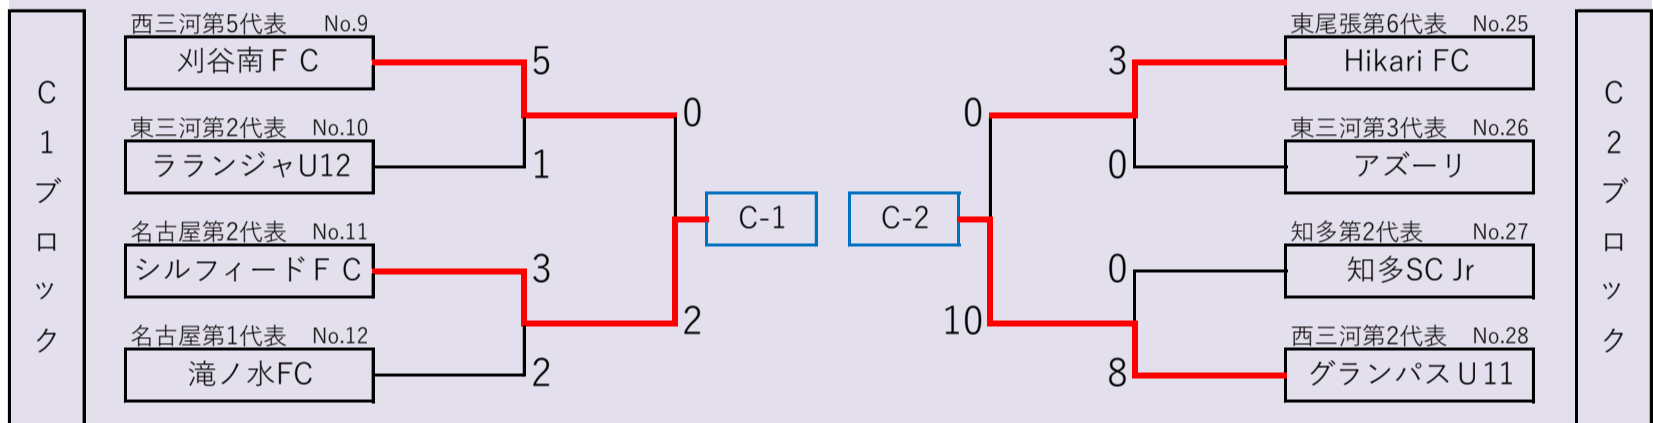 C1ブロック
西三河第5代表 No.9
刈谷南ＦＣ
5
東三河第2代表 No.10
ラランジャU12
1
名古屋第2代表 No.11
シルフィードＦＣ
3
名古屋第1代表 No.12
滝ノ水FC
2
0
2
C-1
C-2
0
10
東尾張第6代表 No.25
Hikari FC
3
東三河第3代表 No.26
アズーリ
0
知多第2代表 No.27
知多SC Jr
0
西三河第2代表 No.28
グランパスＵ11
8
C2ブロック